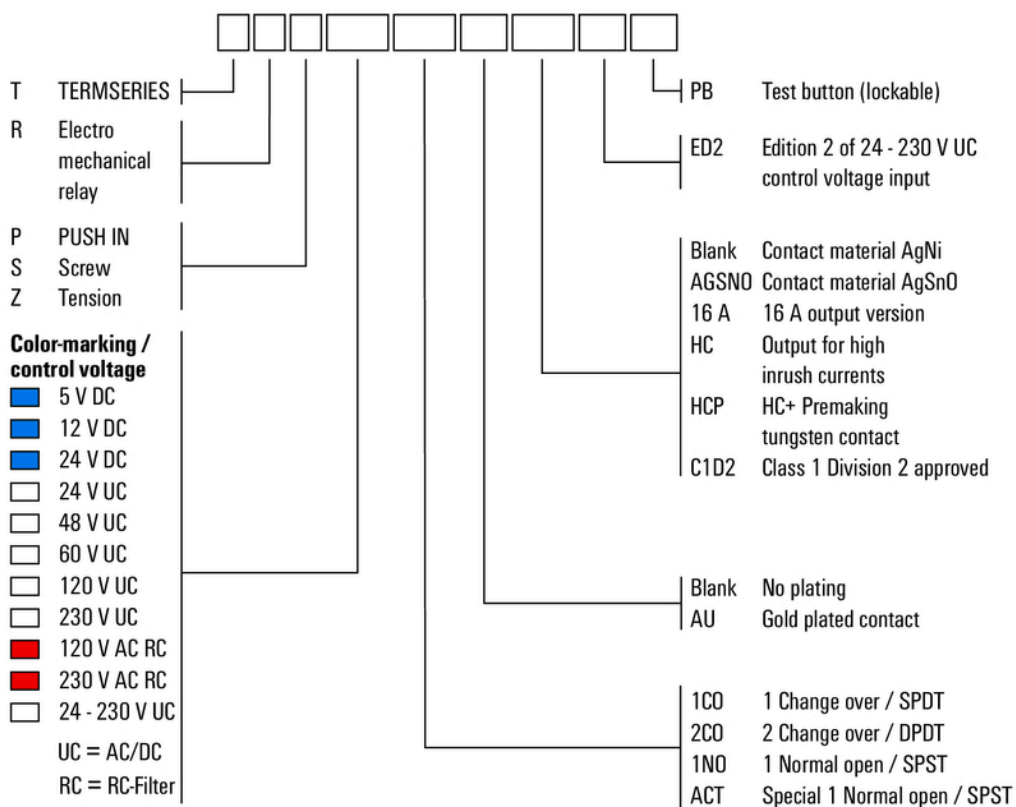 T TERMSERIES
R Electro
mechanical
relay
P PUSH IN
S Screw
Z Tension
Color-marking /
control voltage
5 V DC
12 V DC
24 V DC
24 V UC
48 V UC
60 V UC
120 V UC
230 V UC
120 V AC RC
230 V AC RC
24 - 230 V UC
UC = AC/DC
RC = RC-Filter
PB Test button (lockable)
ED2 Edition 2 of 24 - 230 V UC
control voltage input
Blank Contact material AgNi
AGSNO Contact material AgSnO
16 A 16 A output version
HC Output for high
inrush currents
HCP HC+ Premaking
tungsten contact
C1D2 Class 1 Division 2 approved
Blank No plating
AU Gold plated contact
1CO 1 Change over / SPDT
2CO 2 Change over / DPDT
1NO 1 Normal open / SPST
ACT Special 1 Normal open / SPST